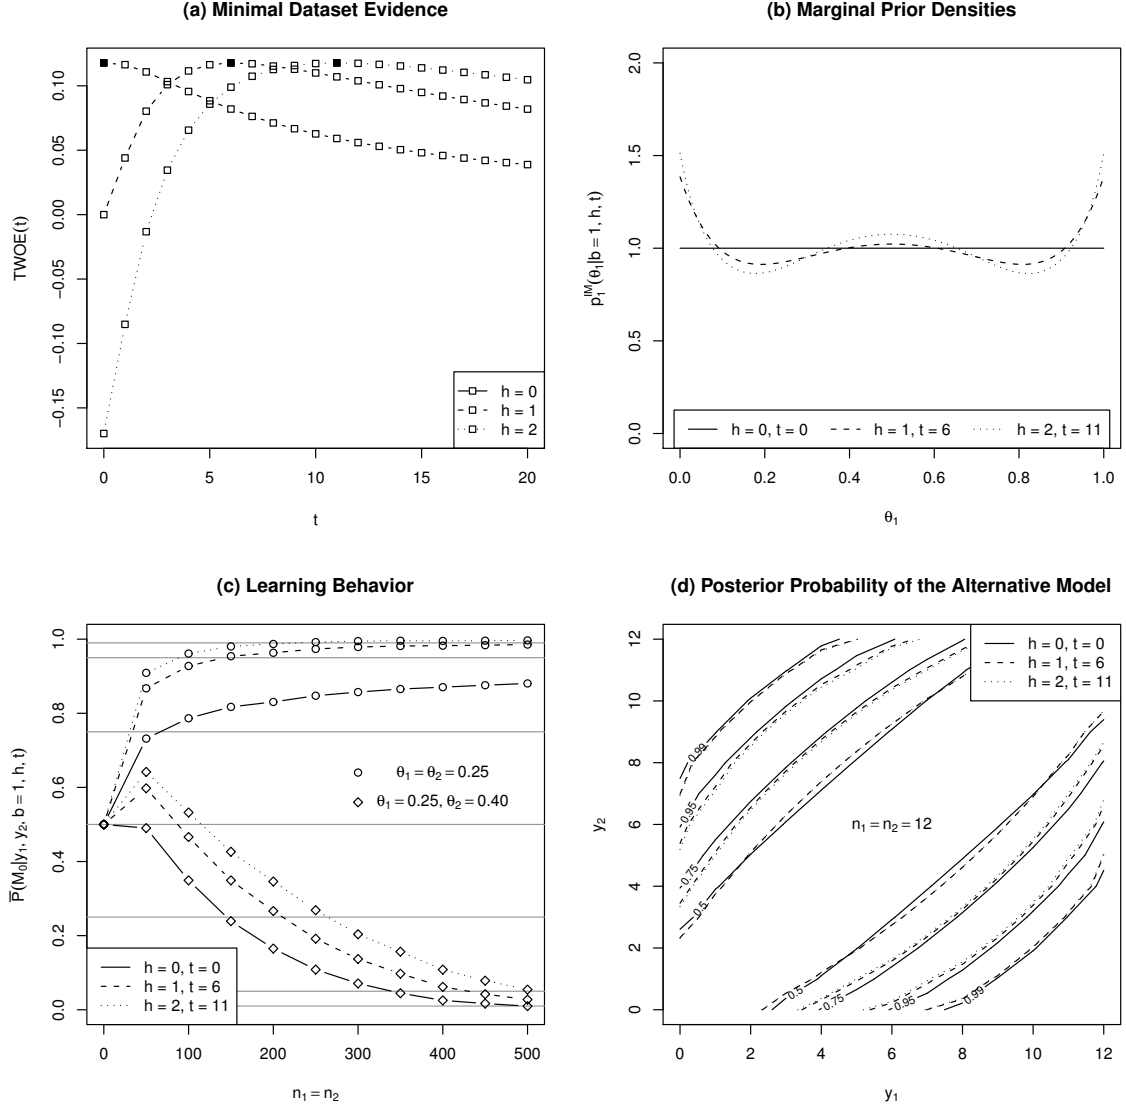 (a) Minimal Dataset Evidence
TWOE(t)
0.10
0.05
0.00
−0.05
−0.10
−0.15
h = 0
h = 1
h = 2
0 5 10 15 20
t
(b) Marginal Prior Densities
p₁ᴵᴹ(θ₁|b = 1, h, t)
2.0
1.5
1.0
0.5
0.0
h = 0, t = 0 h = 1, t = 6 h = 2, t = 11
0.0 0.2 0.4 0.6 0.8 1.0
θ₁
(c) Learning Behavior
P̅(M₀|y₁, y₂, b = 1, h, t)
1.0
0.8
0.6
0.4
0.2
0.0
θ₁ = θ₂ = 0.25
θ₁ = 0.25, θ₂ = 0.40
h = 0, t = 0
h = 1, t = 6
h = 2, t = 11
0 100 200 300 400 500
n₁ = n₂
(d) Posterior Probability of the Alternative Model
y₂
12
10
8
6
4
2
0
h = 0, t = 0
h = 1, t = 6
h = 2, t = 11
0.99
0.95
0.75
0.5
n₁ = n₂ = 12
0.5
0.75
0.95
0.99
0 2 4 6 8 10 12
y₁